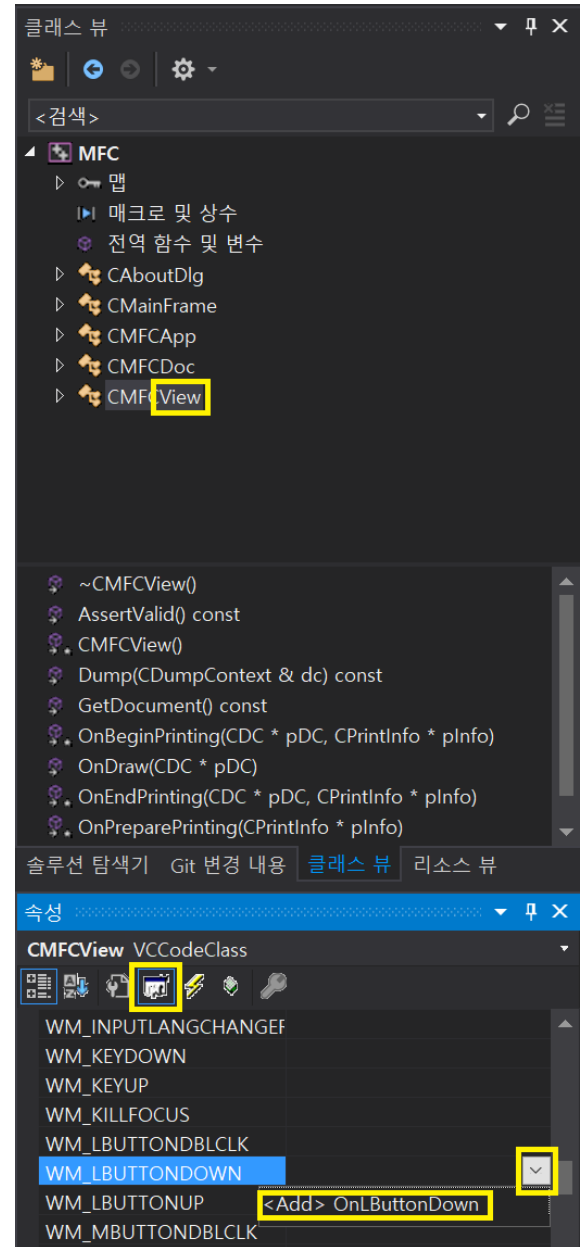 클래스 뷰
<검색>
MFC
맵
매크로 및 상수
전역 함수 및 변수
CAboutDlg
CMainFrame
CMFCApp
CMFCDoc
CMFCView
~CMFCView()
AssertValid() const
CMFCView()
Dump(CDumpContext & dc) const
GetDocument() const
OnBeginPrinting(CDC * pDC, CPrintInfo * pInfo)
OnDraw(CDC * pDC)
OnEndPrinting(CDC * pDC, CPrintInfo * pInfo)
OnPreparePrinting(CPrintInfo * pInfo)
솔루션 탐색기 Git 변경 내용 클래스 뷰 리소스 뷰
속성
CMFCView VCCodeClass
WM_INPUTLANGCHANGER
WM_KEYDOWN
WM_KEYUP
WM_KILLFOCUS
WM_LBUTTONDBLCLK
WM_LBUTTONDOWN
WM_LBUTTONUP <Add> OnLButtonDown
WM_MBUTTONDBLCLK